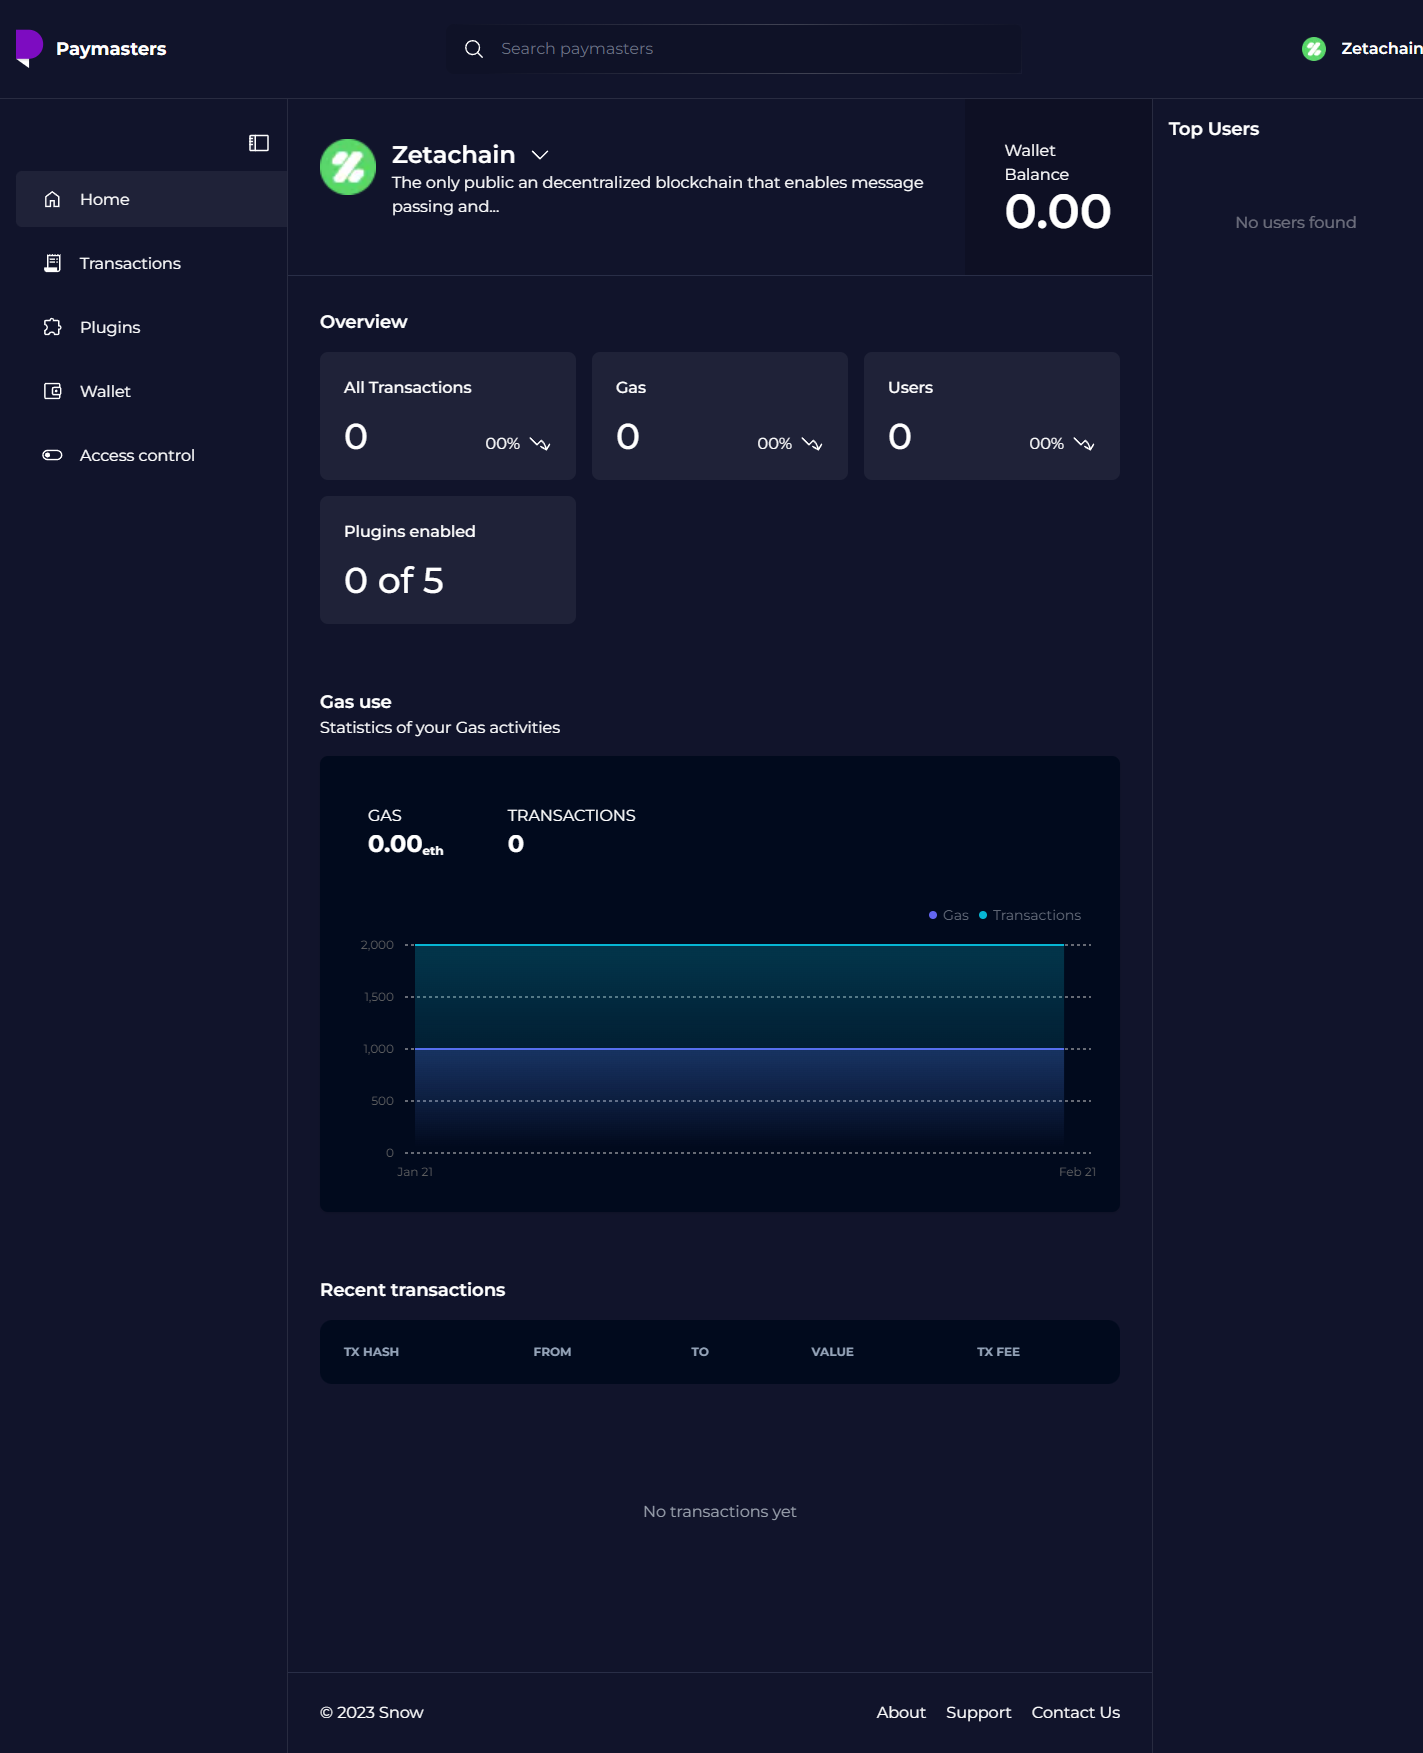 Paymasters
Search paymasters
Zetachain
Home
Transactions
Plugins
Wallet
Access control
Zetachain
The only public an decentralized blockchain that enables message
passing and...
Wallet
Balance
0.00
Top Users
No users found
Overview
All Transactions
0
00%
Gas
0
00%
Users
0
00%
Plugins enabled
0 of 5
Gas use
Statistics of your Gas activities
GAS
0.00eth
TRANSACTIONS
0
Gas
Transactions
2,000
1,500
1,000
500
0
Jan 21
Feb 21
Recent transactions
TX HASH
FROM
TO
VALUE
TX FEE
No transactions yet
© 2023 Snow
About
Support
Contact Us